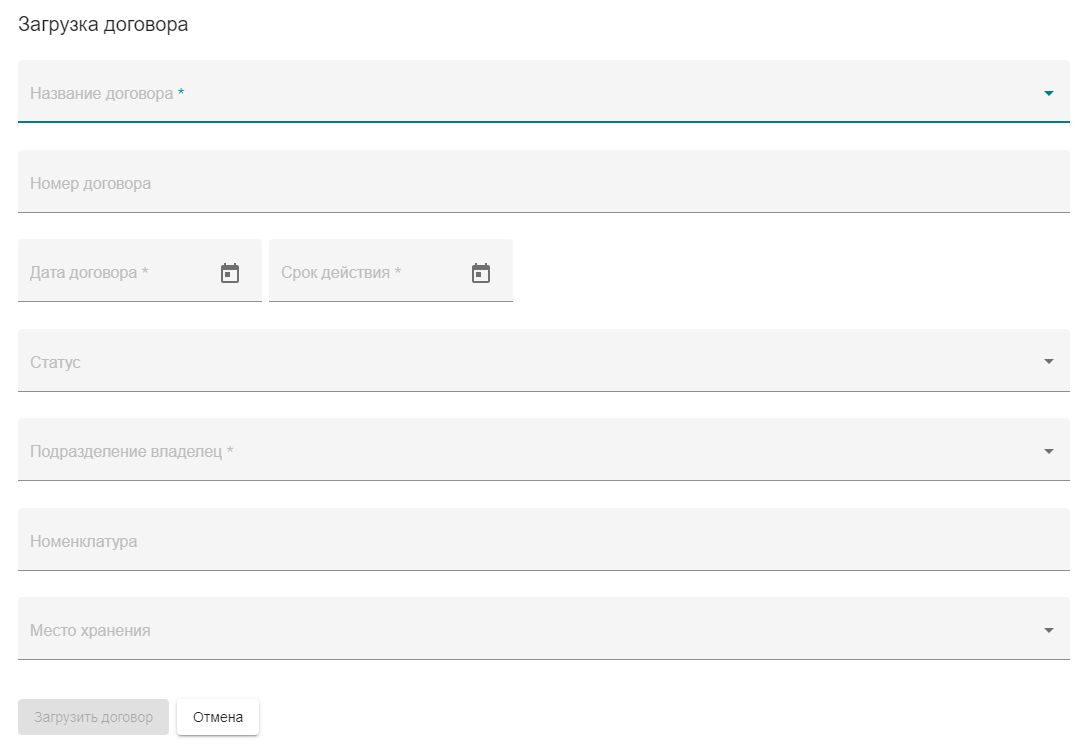 Загрузка договора
Название договора *
Номер договора
Дата договора * Срок действия *
Статус
Подразделение владелец *
Номенклатура
Место хранения
Загрузить договор Отмена